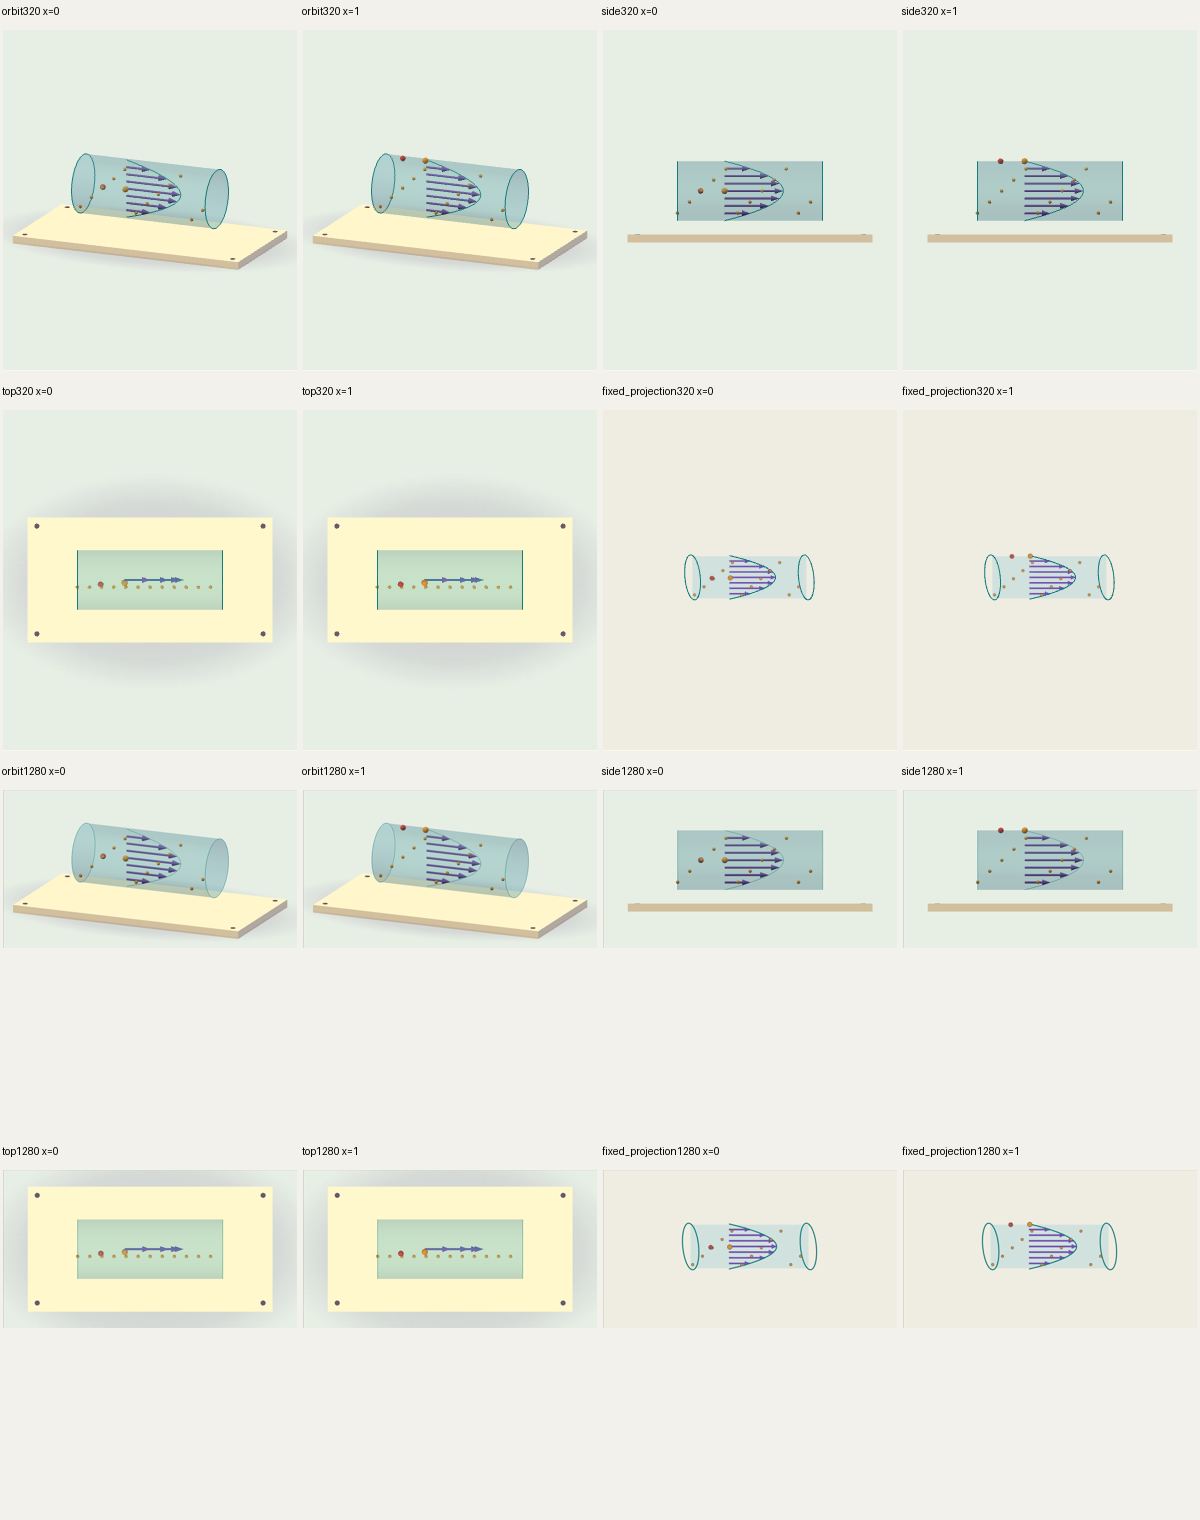 orbit320 x=0
orbit320 x=1
side320 x=0
side320 x=1
top320 x=0
top320 x=1
fixed_projection320 x=0
fixed_projection320 x=1
orbit1280 x=0
orbit1280 x=1
side1280 x=0
side1280 x=1
top1280 x=0
top1280 x=1
fixed_projection1280 x=0
fixed_projection1280 x=1